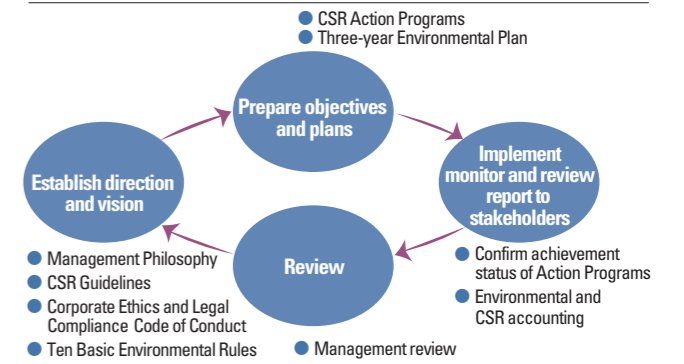 CSR Action Programs
Three-year Environmental Plan
Prepare objectives
and plans
Implement
monitor and review
report to
stakeholders
Establish direction
and vision
Review
Management Philosophy
CSR Guidelines
Corporate Ethics and Legal
Compliance Code of Conduct
Ten Basic Environmental Rules
Confirm achievement
status of Action Programs
Environmental and
CSR accounting
Management review